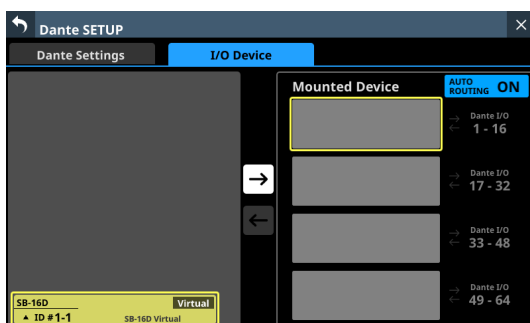 Dante SETUP
Dante Settings
I/O Device
Mounted Device
AUTO ROUTING ON
Dante I/O
1 - 16
Dante I/O
17 - 32
Dante I/O
33 - 48
Dante I/O
49 - 64
SB-16D Virtual
▲ ID #1-1 SB-16D Virtual